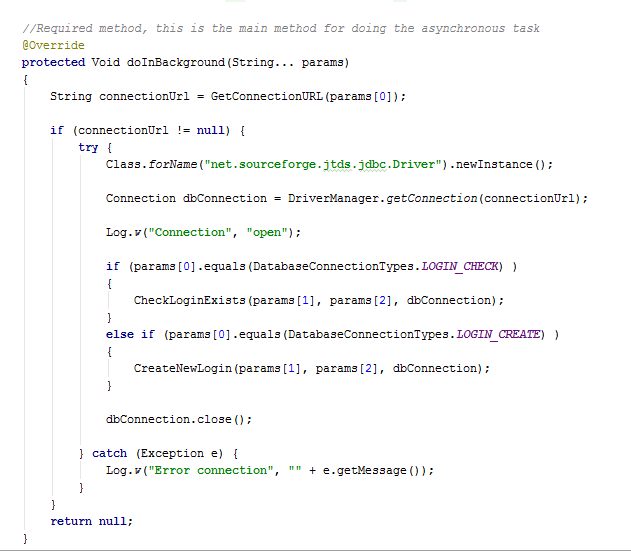 //Required method, this is the main method for doing the asynchronous task
@Override
protected Void doInBackground(String... params)
{
    String connectionUrl = GetConnectionURL(params[0]);

    if (connectionUrl != null) {
        try {
            Class.forName("net.sourceforge.jtds.jdbc.Driver").newInstance();

            Connection dbConnection = DriverManager.getConnection(connectionUrl);

            Log.v("Connection", "open");

            if (params[0].equals(DatabaseConnectionTypes.LOGIN_CHECK) )
            {
                CheckLoginExists(params[1], params[2], dbConnection);
            }
            else if (params[0].equals(DatabaseConnectionTypes.LOGIN_CREATE) )
            {
                CreateNewLogin(params[1], params[2], dbConnection);
            }

            dbConnection.close();

        } catch (Exception e) {
            Log.v("Error connection", "" + e.getMessage());
        }
    }
    return null;
}